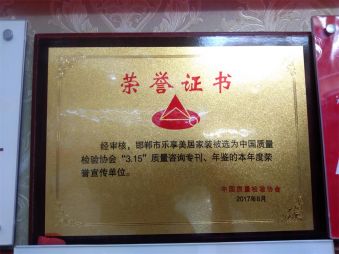 荣誉证书
经审核，邯郸市乐享美居家装被选为中国质量
检验协会“3.15”质量咨询专刊、年鉴的本年度荣
誉宣传单位。
中国质量检验协会
2017年6月